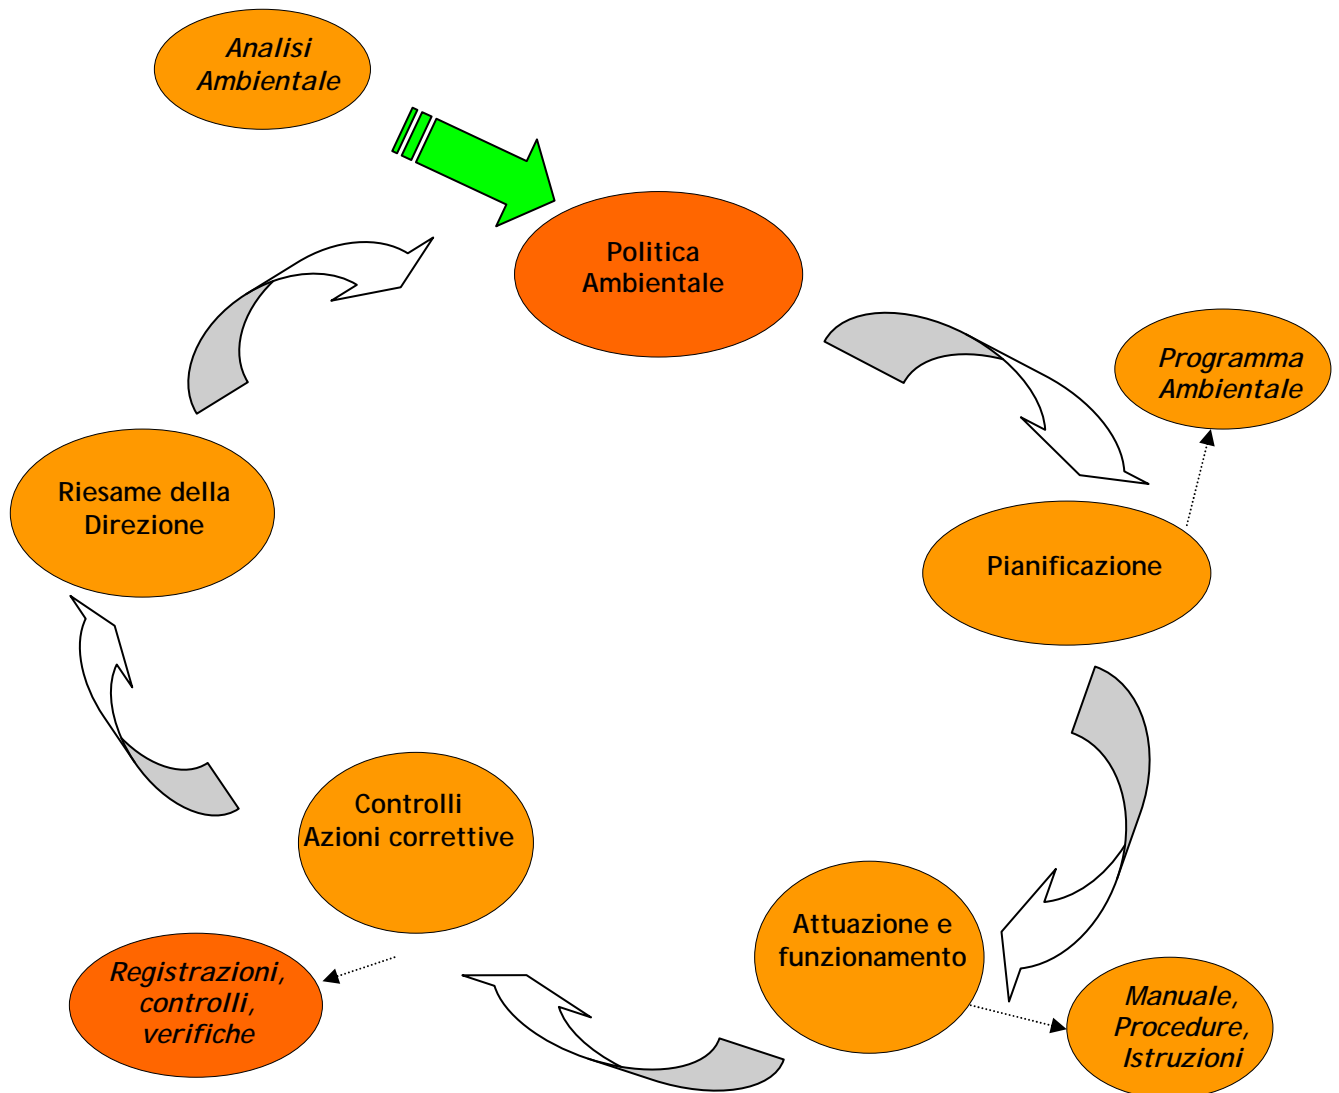 Analisi
Ambientale
Politica
Ambientale
Programma
Ambientale
Riesame della
Direzione
Pianificazione
Controlli
Azioni correttive
Attuazione e
funzionamento
Registrazioni,
controlli,
verifiche
Manuale,
Procedure,
Istruzioni